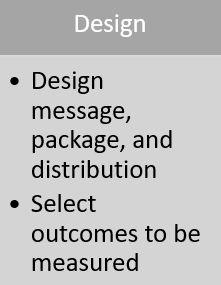 Design
• Design
message,
package, and
distribution
• Select
outcomes to be
measured